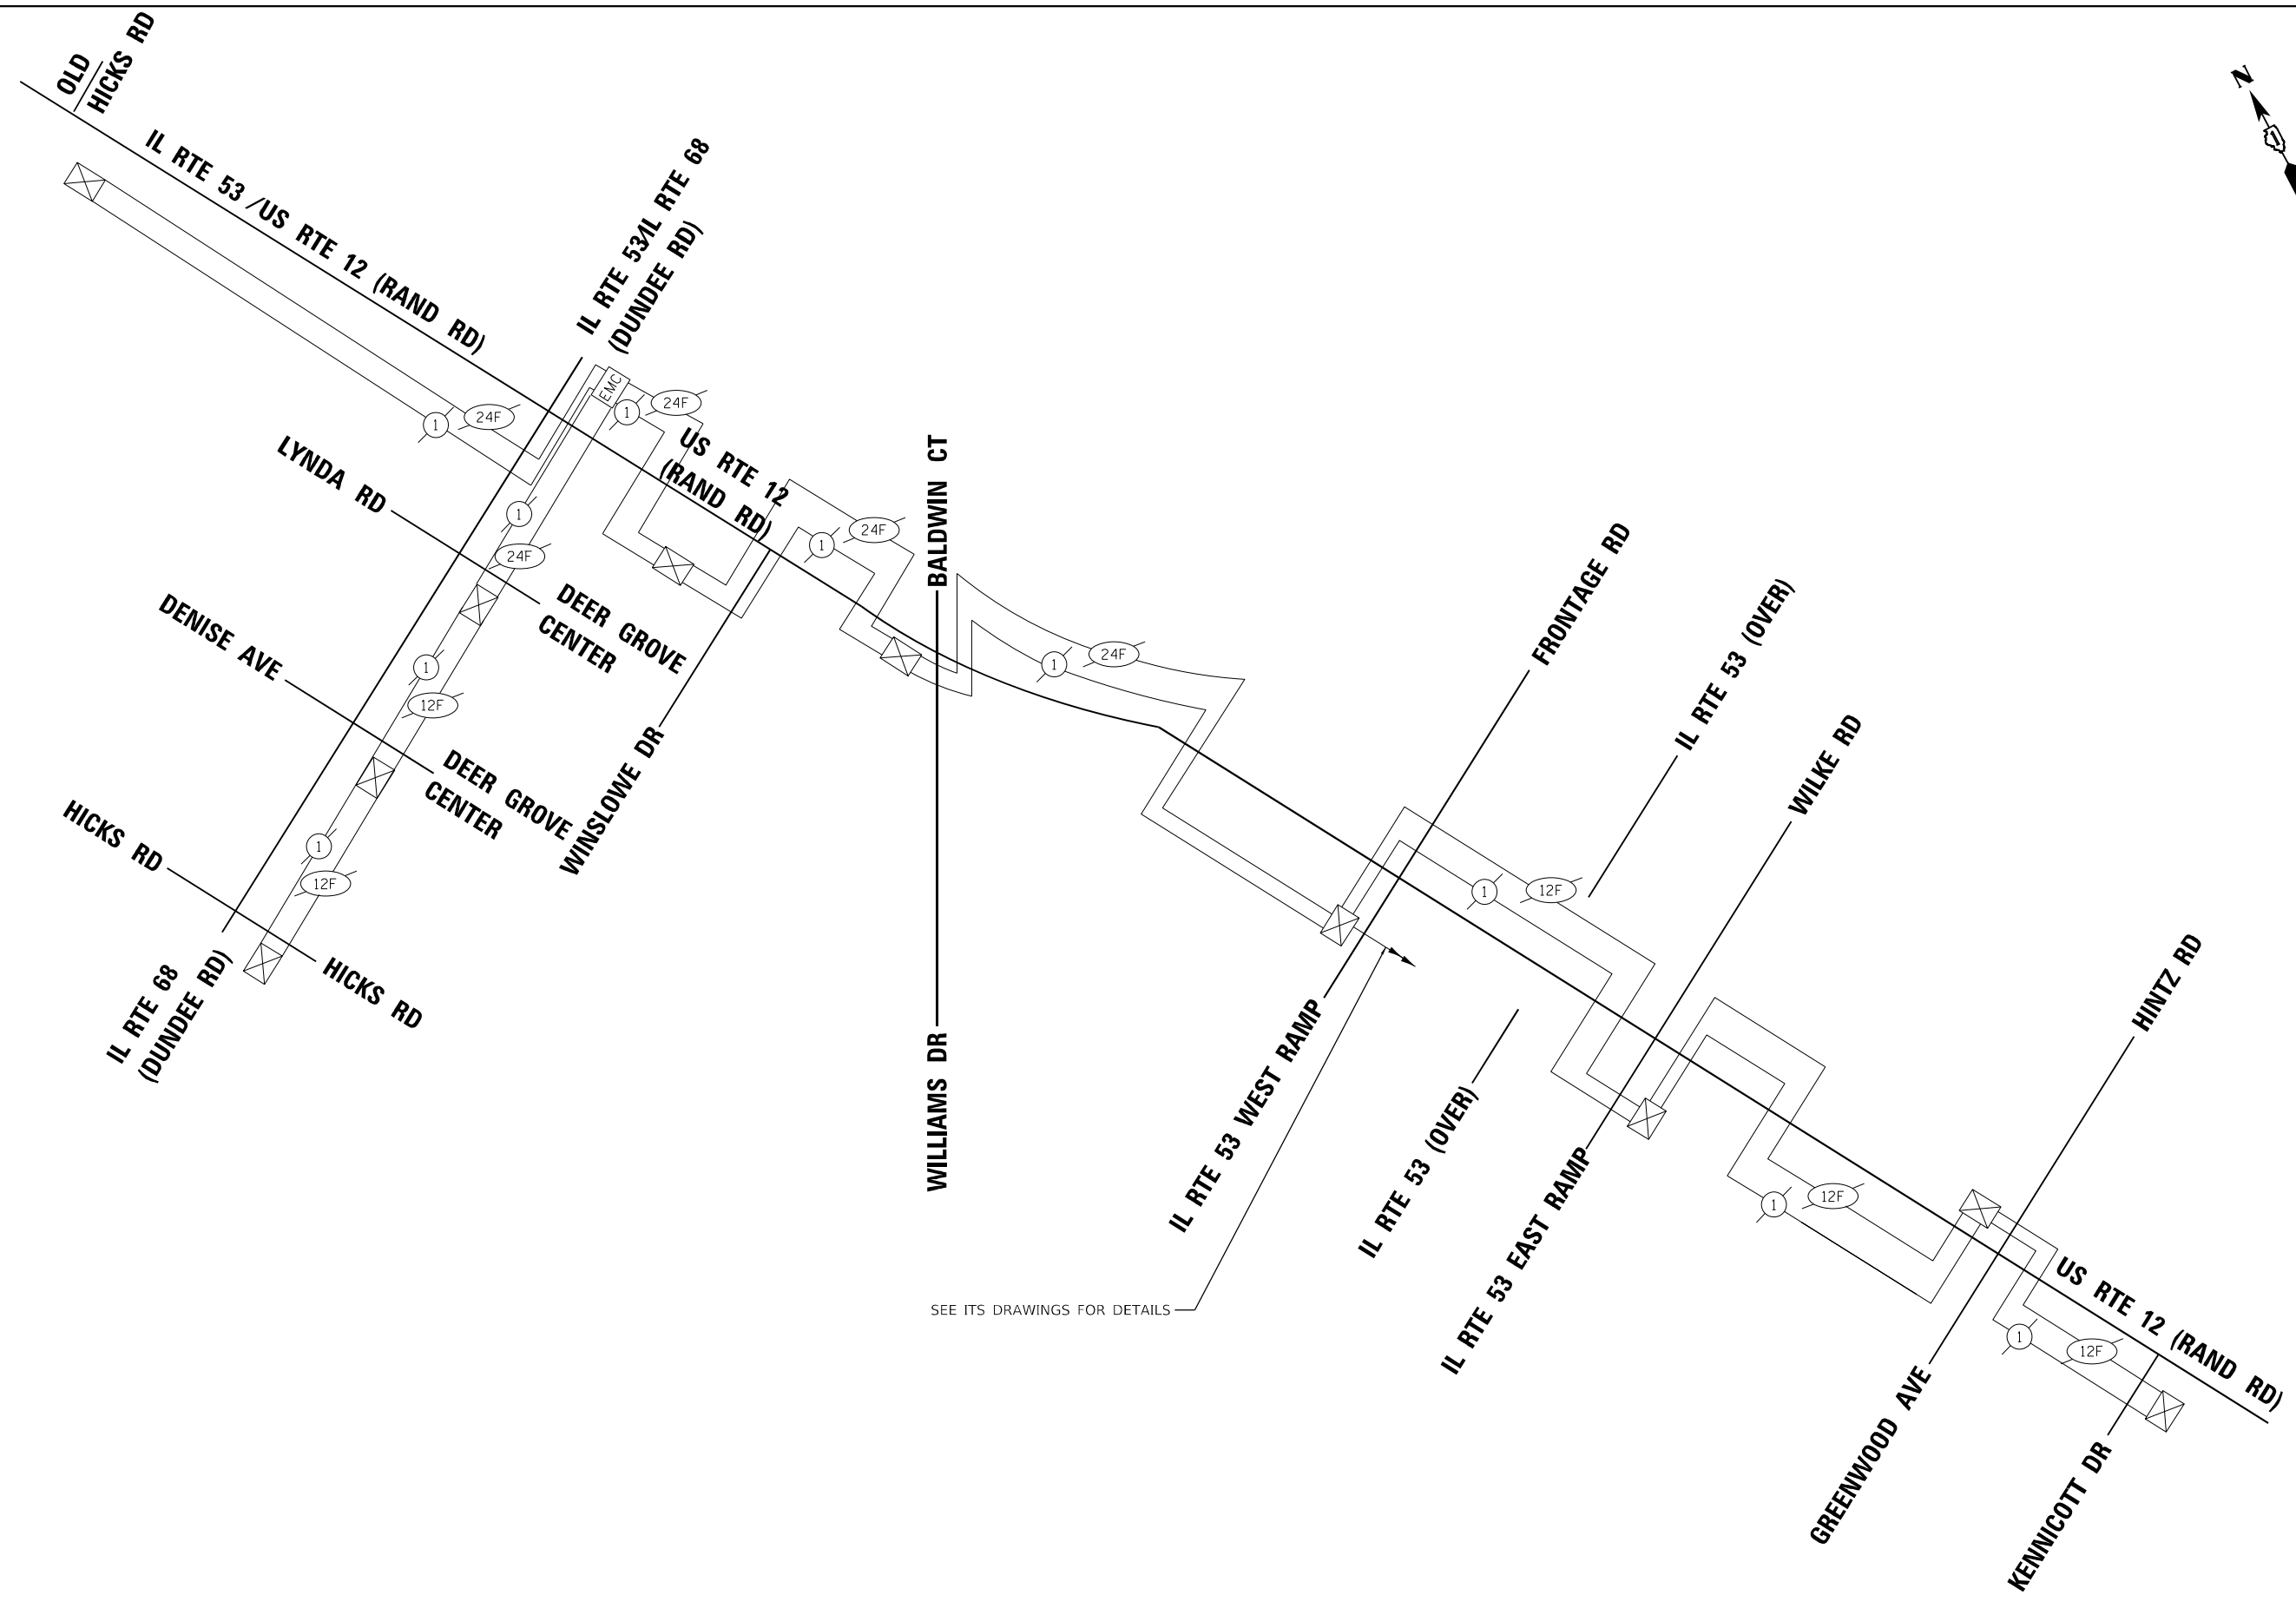 OLD
HICKS RD
N
IL RTE 53/US RTE 12 (RAND RD)
IL RTE 53/IL RTE 68
(DUNDEE RD)
EMC
1
24F
1
24F
US RTE 12
(RAND RD)
LYNDA RD
1
24F
DEER GROVE
CENTER
1
24F
BALDWIN CT
1
24F
DENISE AVE
1
12F
DEER GROVE
CENTER
WINSLOWE DR
HICKS RD
1
12F
HICKS RD
IL RTE 68
(DUNDEE RD)
WILLIAMS DR
FRONTAGE RD
IL RTE 53 (OVER)
WILKE RD
1
12F
IL RTE 53 WEST RAMP
IL RTE 53 (OVER)
IL RTE 53 EAST RAMP
SEE ITS DRAWINGS FOR DETAILS
HINTZ RD
1
12F
US RTE 12 (RAND RD)
1
12F
GREENWOOD AVE
KENNICOTT DR